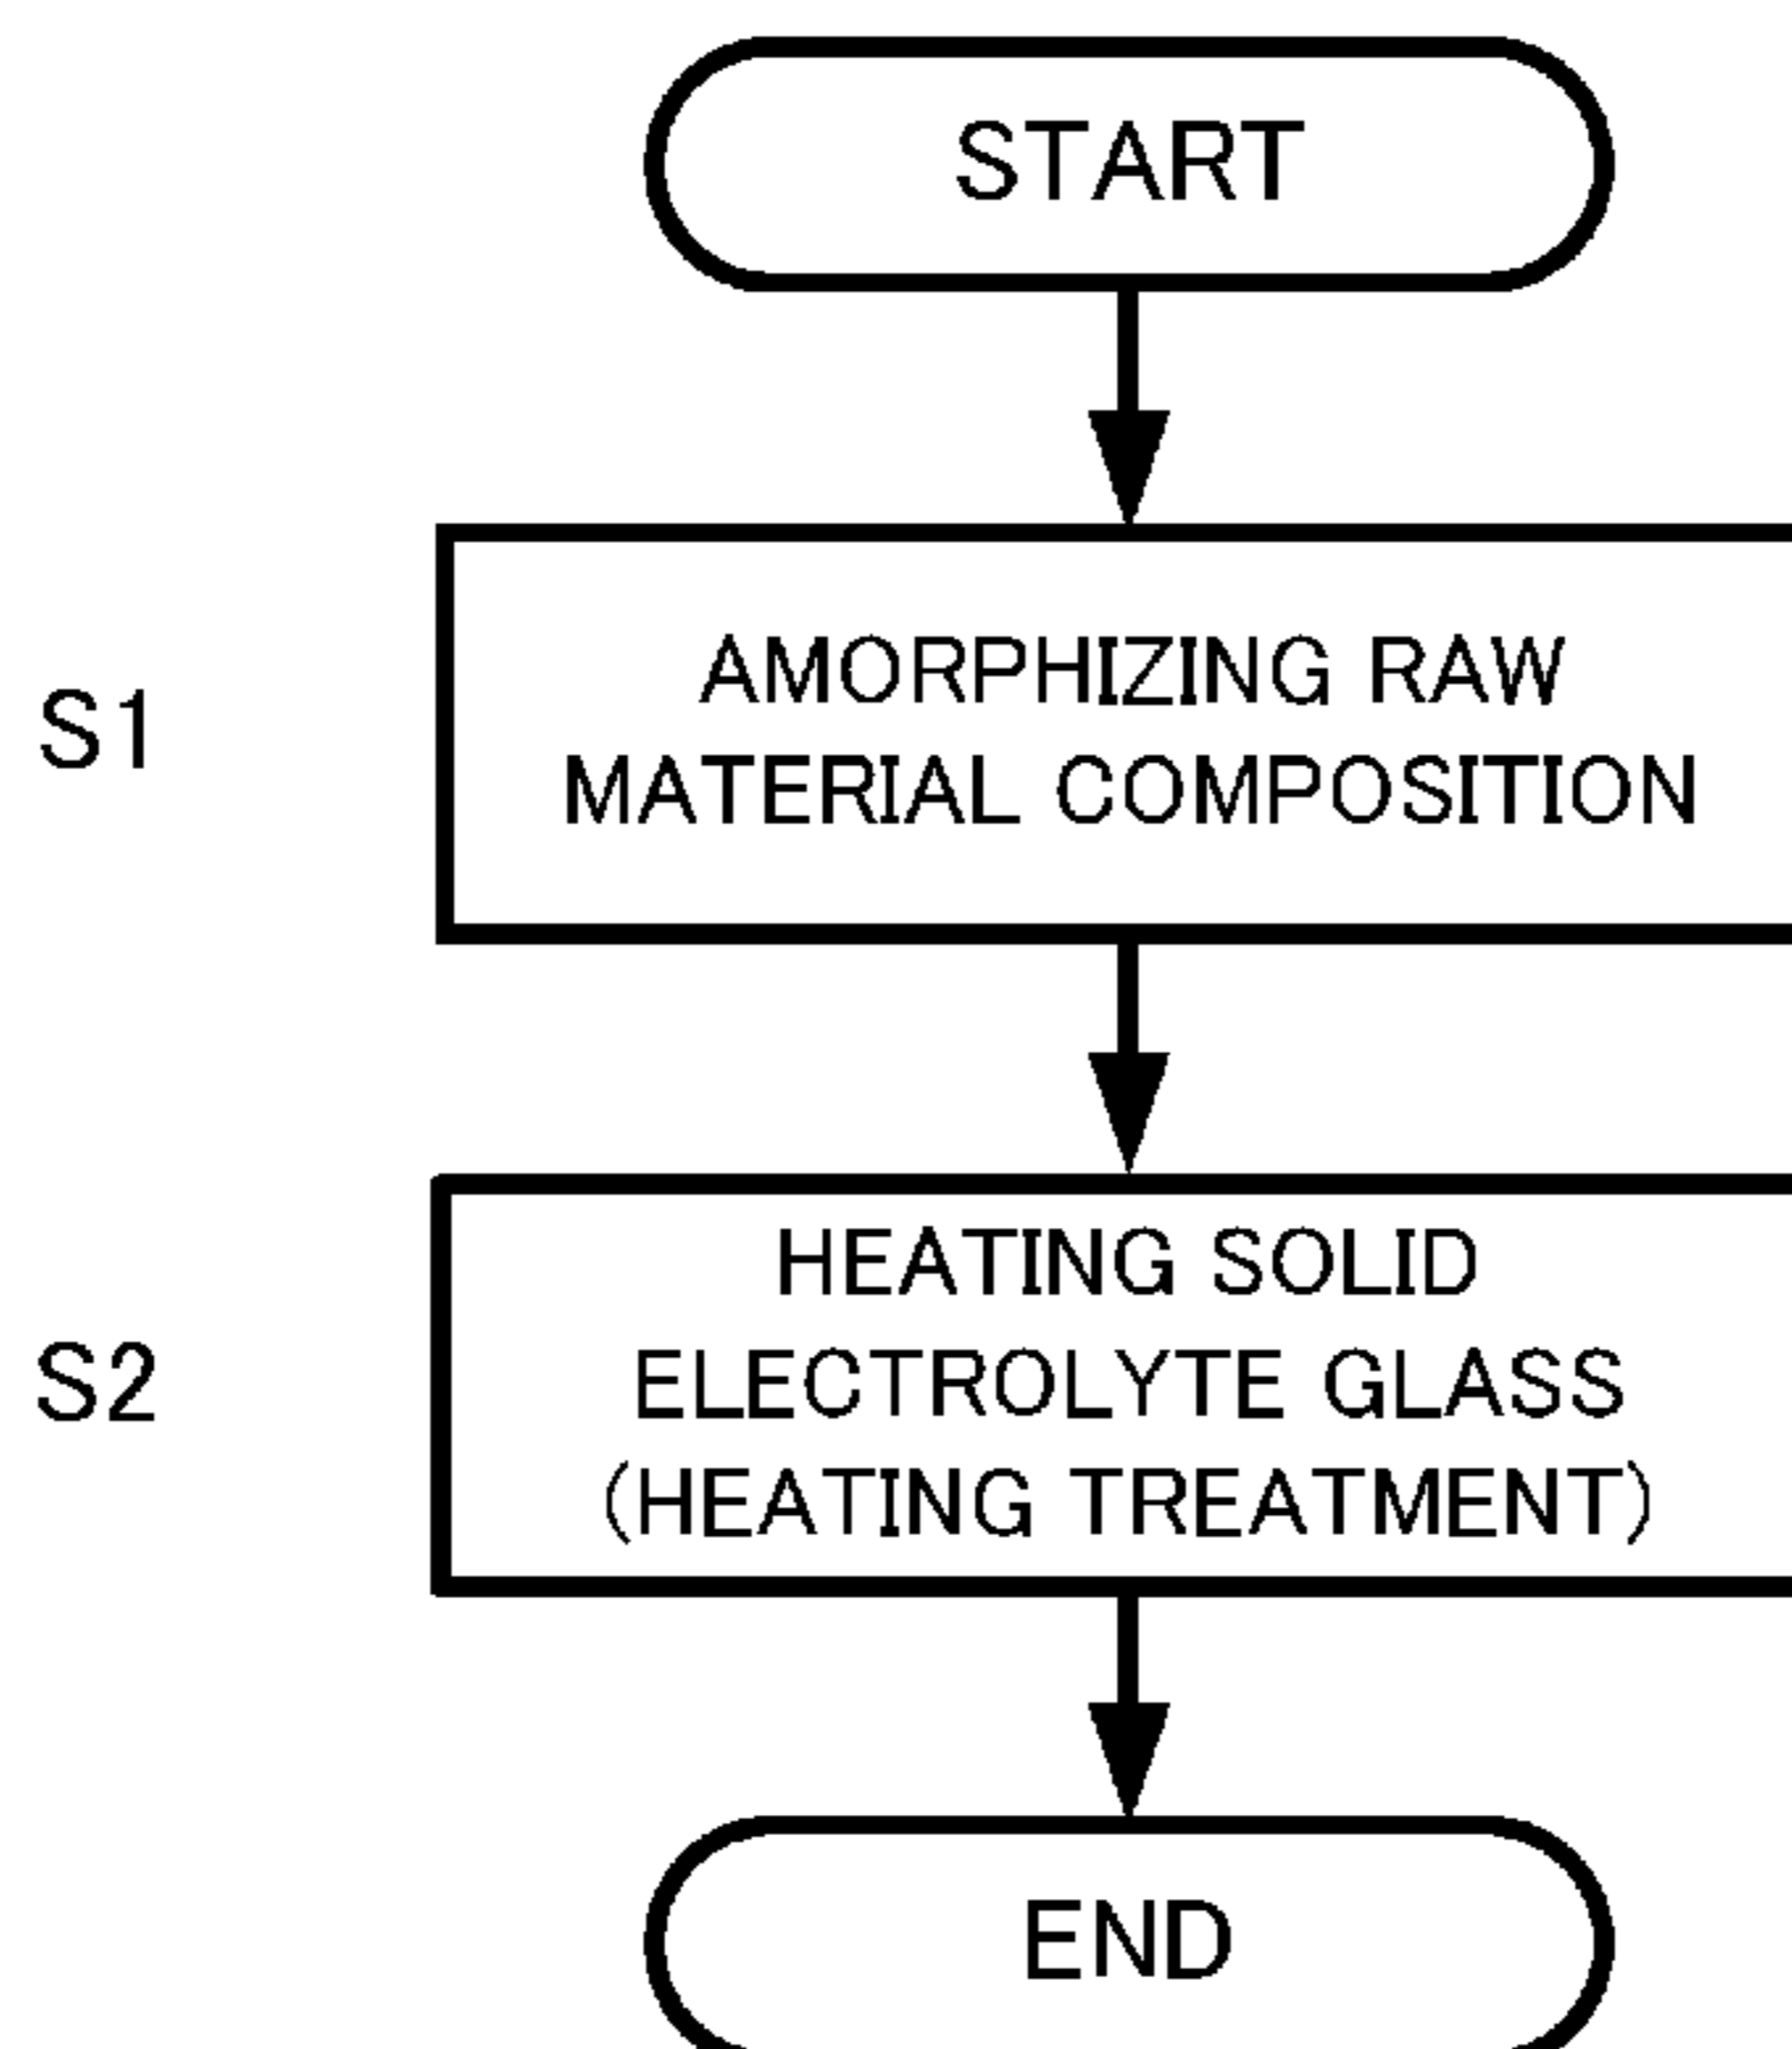 START
S1
AMORPHIZING RAW
MATERIAL COMPOSITION
S2
HEATING SOLID
ELECTROLYTE GLASS
(HEATING TREATMENT)
END